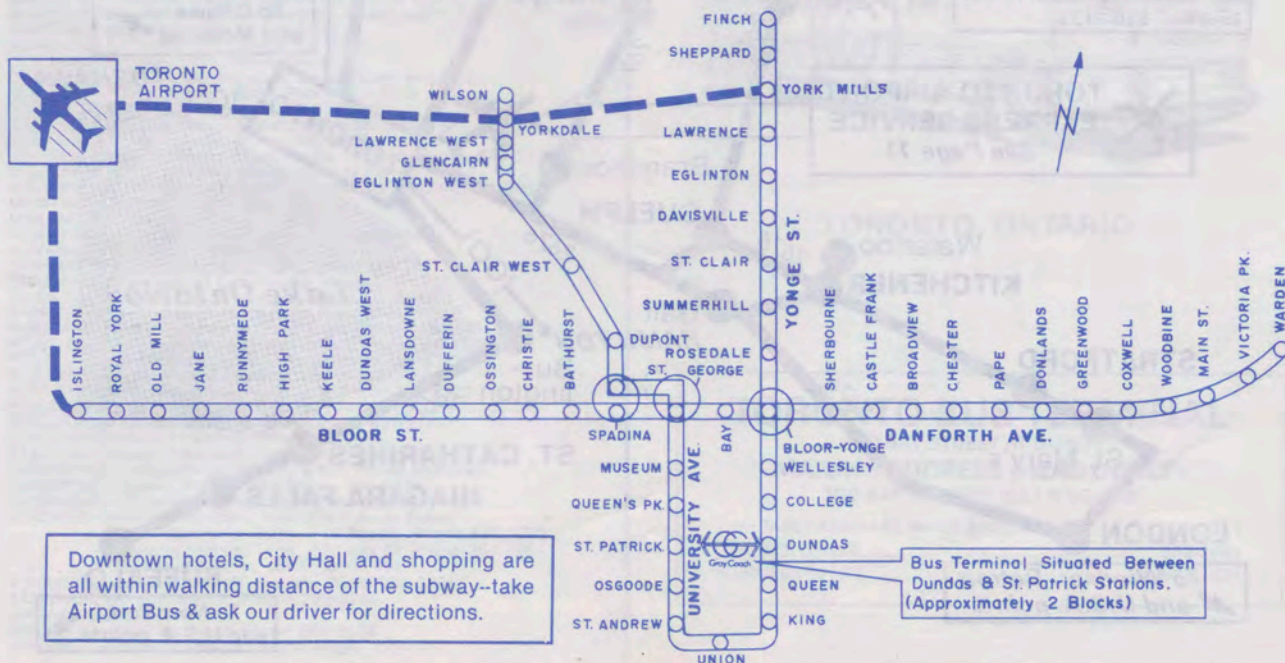 FINCH
SHEPPARD
YORK MILLS
LAWRENCE
EGLINTON
DAVISVILLE
ST. CLAIR
SUMMERHILL
ROSEDALE
YONGE ST.
TORONTO
AIRPORT
WILSON
YORKDALE
LAWRENCE WEST
GLENCAIRN
EGLINTON WEST
ST. CLAIR WEST
DUPONT
ST.
GEORGE
ISLINGTON
ROYAL YORK
OLD MILL
JANE
RUNNYMEDE
HIGH PARK
KEELE
DUNDAS WEST
LANSDOWNE
DUFFERIN
OSSINGTON
CHRISTIE
BATHURST
SPADINA
BAY
BLOOR-YONGE
SHERBOURNE
CASTLE FRANK
BROADVIEW
CHESTER
PAPE
DONLANDS
GREENWOOD
COXWELL
WOODBINE
MAIN ST.
VICTORIA PK.
WARDEN
BLOOR ST.
DANFORTH AVE.
MUSEUM
QUEEN'S PK.
ST. PATRICK
OSGOODE
ST. ANDREW
UNIVERSITY AVE.
UNION
WELLESLEY
COLLEGE
DUNDAS
QUEEN
KING
Gray Coach
Bus Terminal Situated Between
Dundas & St. Patrick Stations.
(Approximately 2 Blocks)
Downtown hotels, City Hall and shopping are
all within walking distance of the subway--take
Airport Bus & ask our driver for directions.